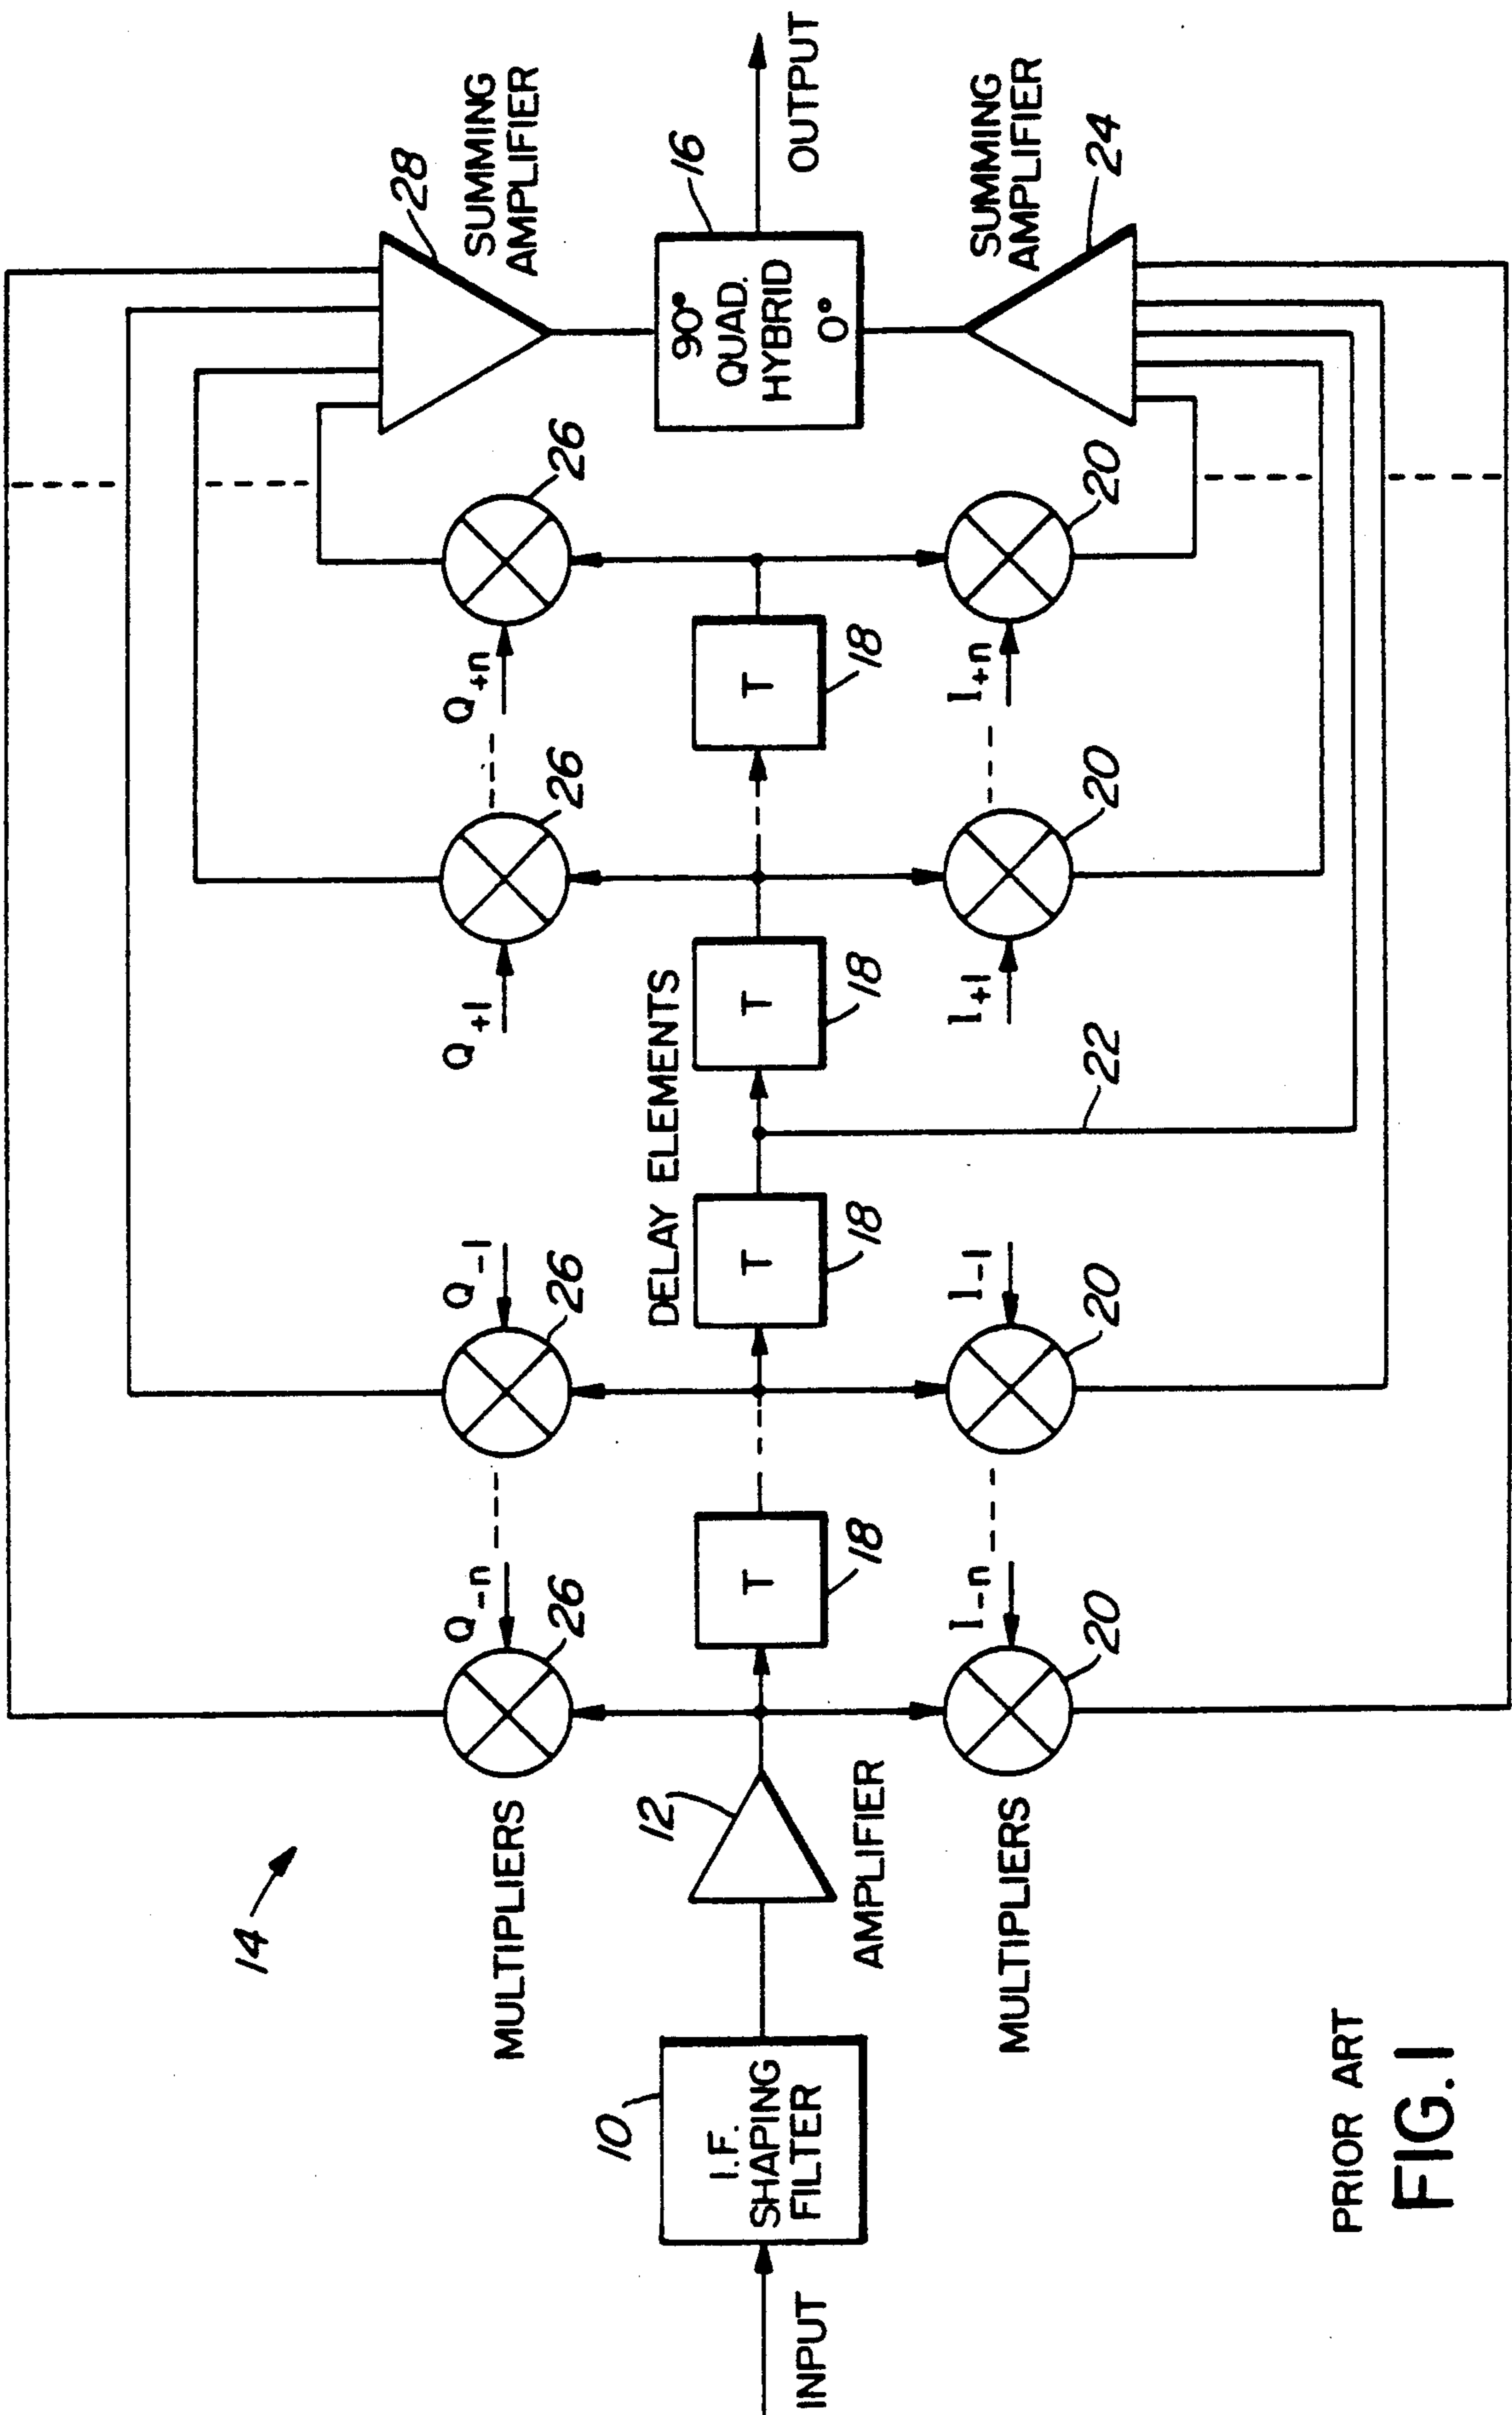 14
MULTIPLIERS
Q-n
Q-1
Q+1
Q+n
26
26
26
26
28
SUMMING
AMPLIFIER
INPUT
10
I.F.
SHAPING
FILTER
12
AMPLIFIER
T
18
T
18
DELAY ELEMENTS
T
18
T
18
90°
QUAD.
HYBRID
0°
16
OUTPUT
MULTIPLIERS
I-n
I-1
I+1
I+n
20
20
20
20
22
SUMMING
AMPLIFIER
24
PRIOR ART
FIG. 1